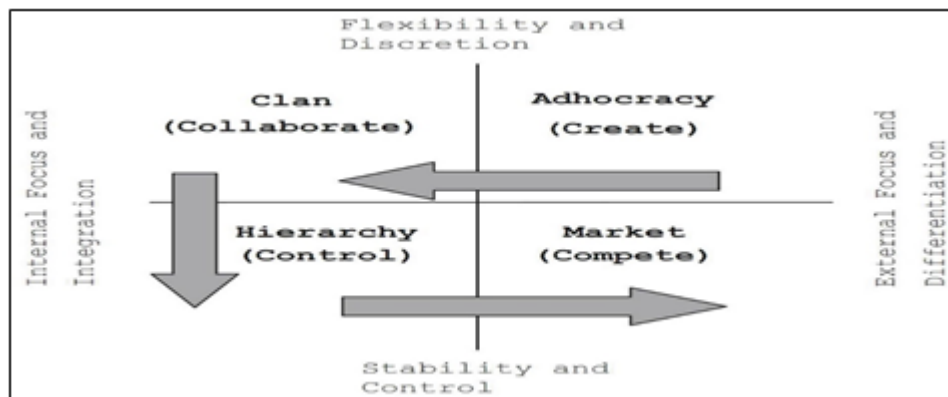 Flexibility and
Discretion
Clan
(Collaborate)
Adhocracy
(Create)
Internal Focus and
Integration
External Focus and
Differentiation
Hierarchy
(Control)
Market
(Compete)
Stability and
Control